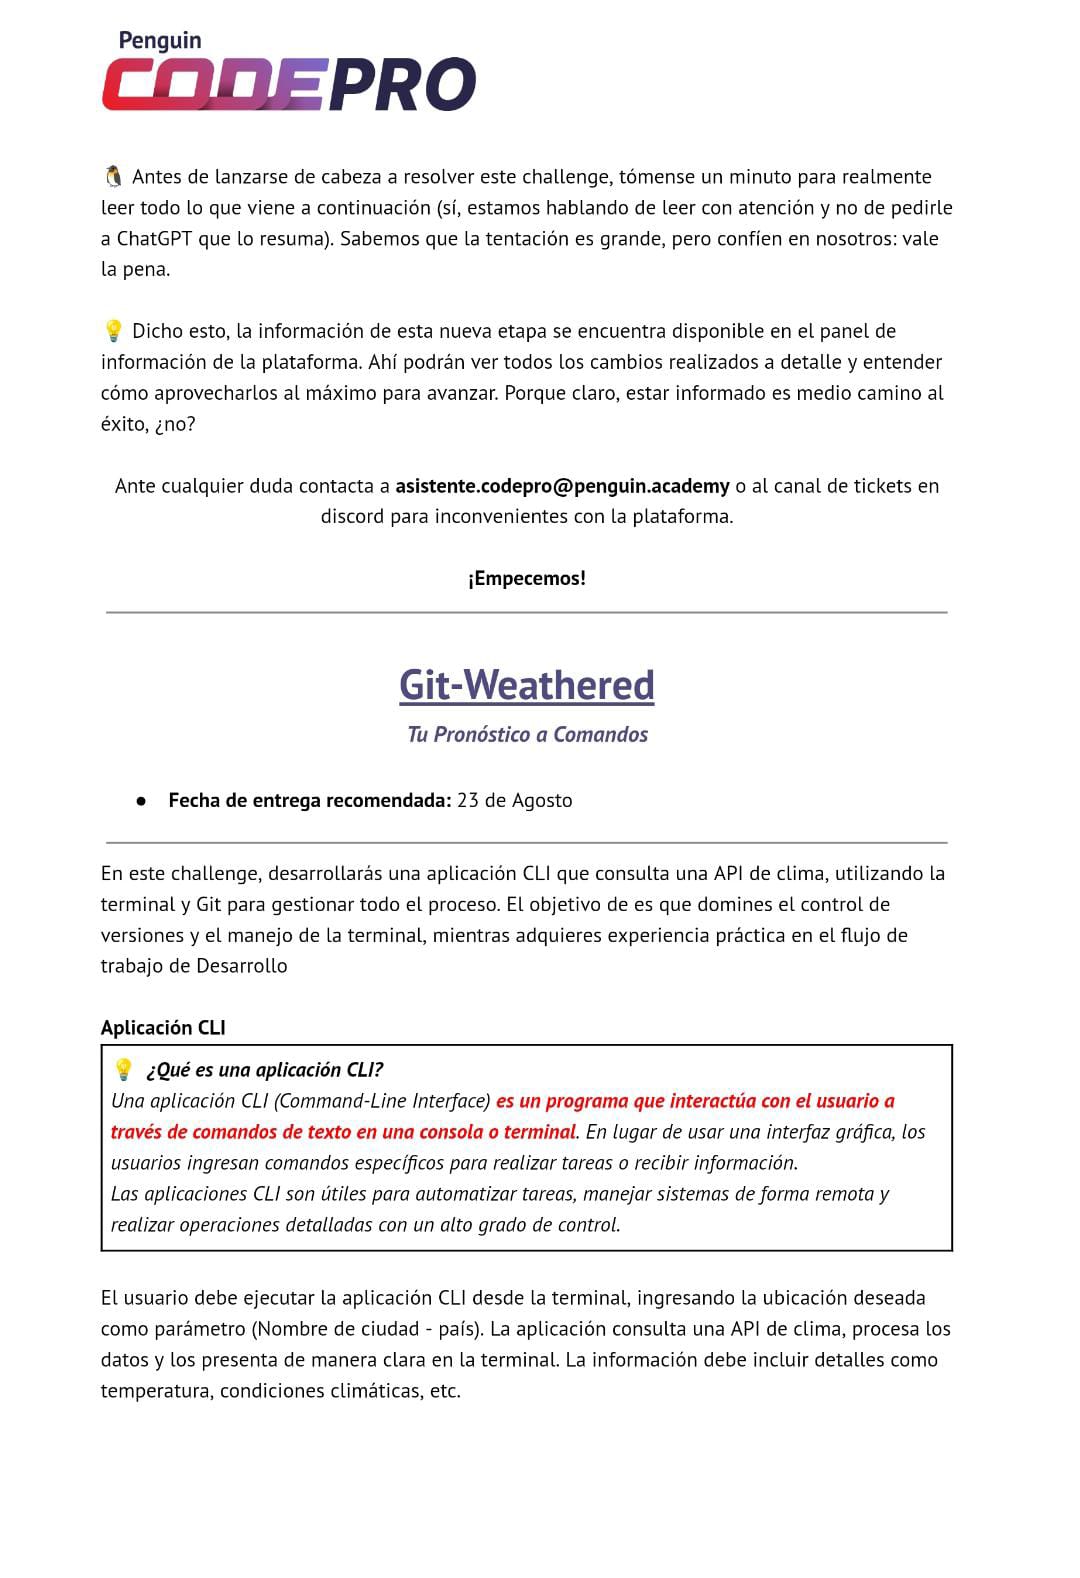 Penguin
CODEPRO
🐧 Antes de lanzarse de cabeza a resolver este challenge, tómense un minuto para realmente
leer todo lo que viene a continuación (sí, estamos hablando de leer con atención y no de pedirle
a ChatGPT que lo resuma). Sabemos que la tentación es grande, pero confíen en nosotros: vale
la pena.
💡 Dicho esto, la información de esta nueva etapa se encuentra disponible en el panel de
información de la plataforma. Ahí podrán ver todos los cambios realizados a detalle y entender
cómo aprovecharlos al máximo para avanzar. Porque claro, estar informado es medio camino al
éxito, ¿no?
Ante cualquier duda contacta a asistente.codepro@penguin.academy o al canal de tickets en
discord para inconvenientes con la plataforma.
¡Empecemos!
Git-Weathered
Tu Pronóstico a Comandos
● Fecha de entrega recomendada: 23 de Agosto
En este challenge, desarrollarás una aplicación CLI que consulta una API de clima, utilizando la
terminal y Git para gestionar todo el proceso. El objetivo de es que domines el control de
versiones y el manejo de la terminal, mientras adquieres experiencia práctica en el flujo de
trabajo de Desarrollo
Aplicación CLI
💡 ¿Qué es una aplicación CLI?
Una aplicación CLI (Command-Line Interface) es un programa que interactúa con el usuario a
través de comandos de texto en una consola o terminal. En lugar de usar una interfaz gráfica, los
usuarios ingresan comandos específicos para realizar tareas o recibir información.
Las aplicaciones CLI son útiles para automatizar tareas, manejar sistemas de forma remota y
realizar operaciones detalladas con un alto grado de control.
El usuario debe ejecutar la aplicación CLI desde la terminal, ingresando la ubicación deseada
como parámetro (Nombre de ciudad - país). La aplicación consulta una API de clima, procesa los
datos y los presenta de manera clara en la terminal. La información debe incluir detalles como
temperatura, condiciones climáticas, etc.